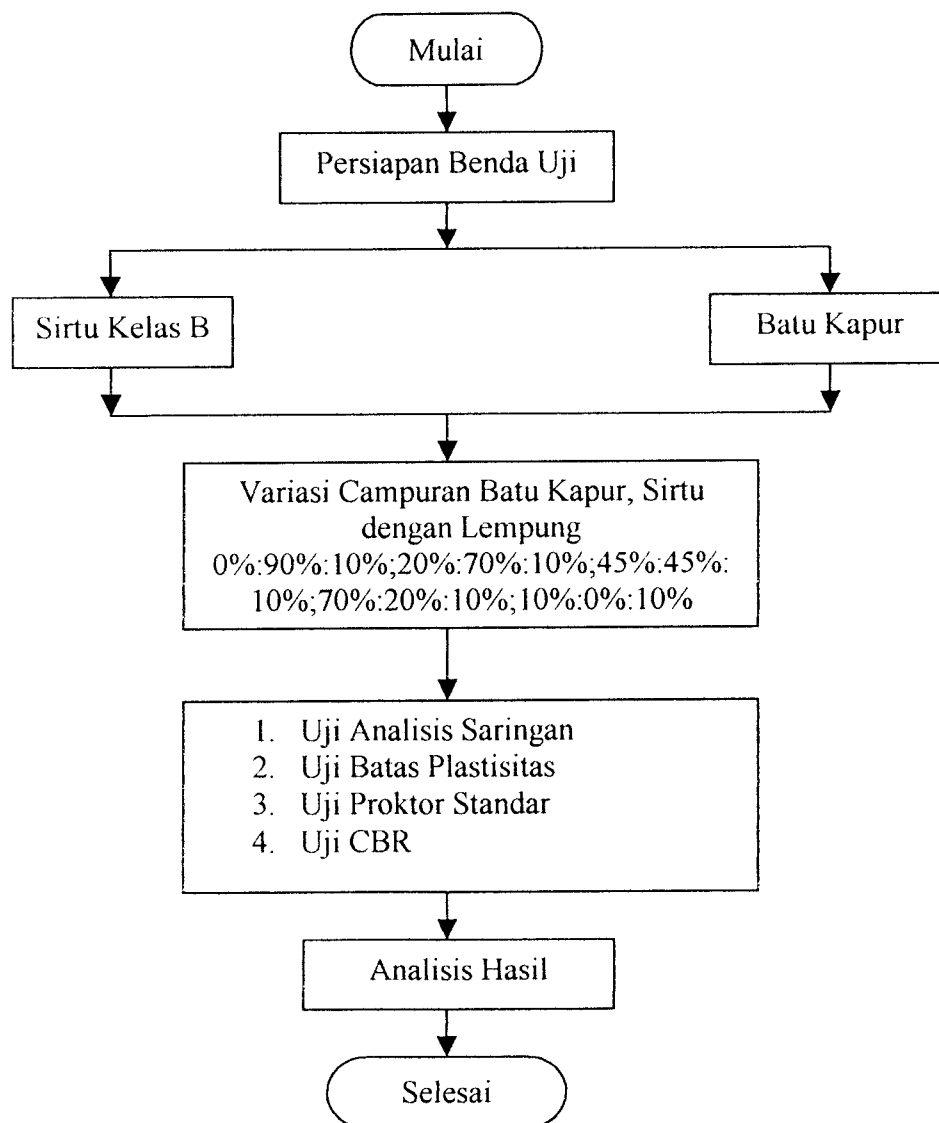 Mulai
Persiapan Benda Uji
Sirtu Kelas B
Batu Kapur
Variasi Campuran Batu Kapur, Sirtu
dengan Lempung
0%:90%:10%;20%:70%:10%;45%:45%:
10%;70%:20%:10%;10%:0%:10%
1. Uji Analisis Saringan
2. Uji Batas Plastisitas
3. Uji Proktor Standar
4. Uji CBR
Analisis Hasil
Selesai